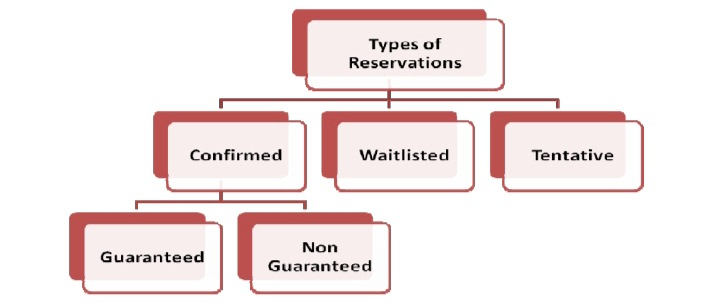 Types of
Reservations
Confirmed
Waitlisted
Tentative
Guaranteed
Non
Guaranteed